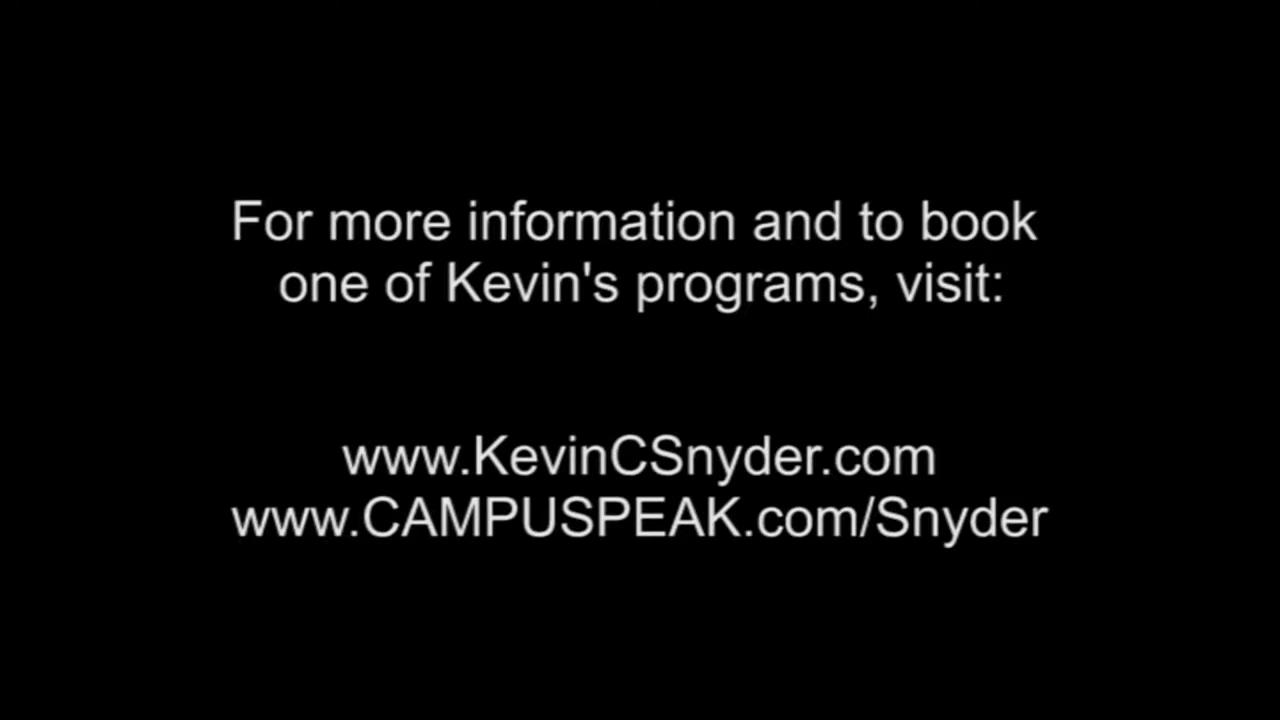 For more information and to book
one of Kevin's programs, visit:
www.KevinCSnyder.com
www.CAMPUSPEAK.com/Snyder